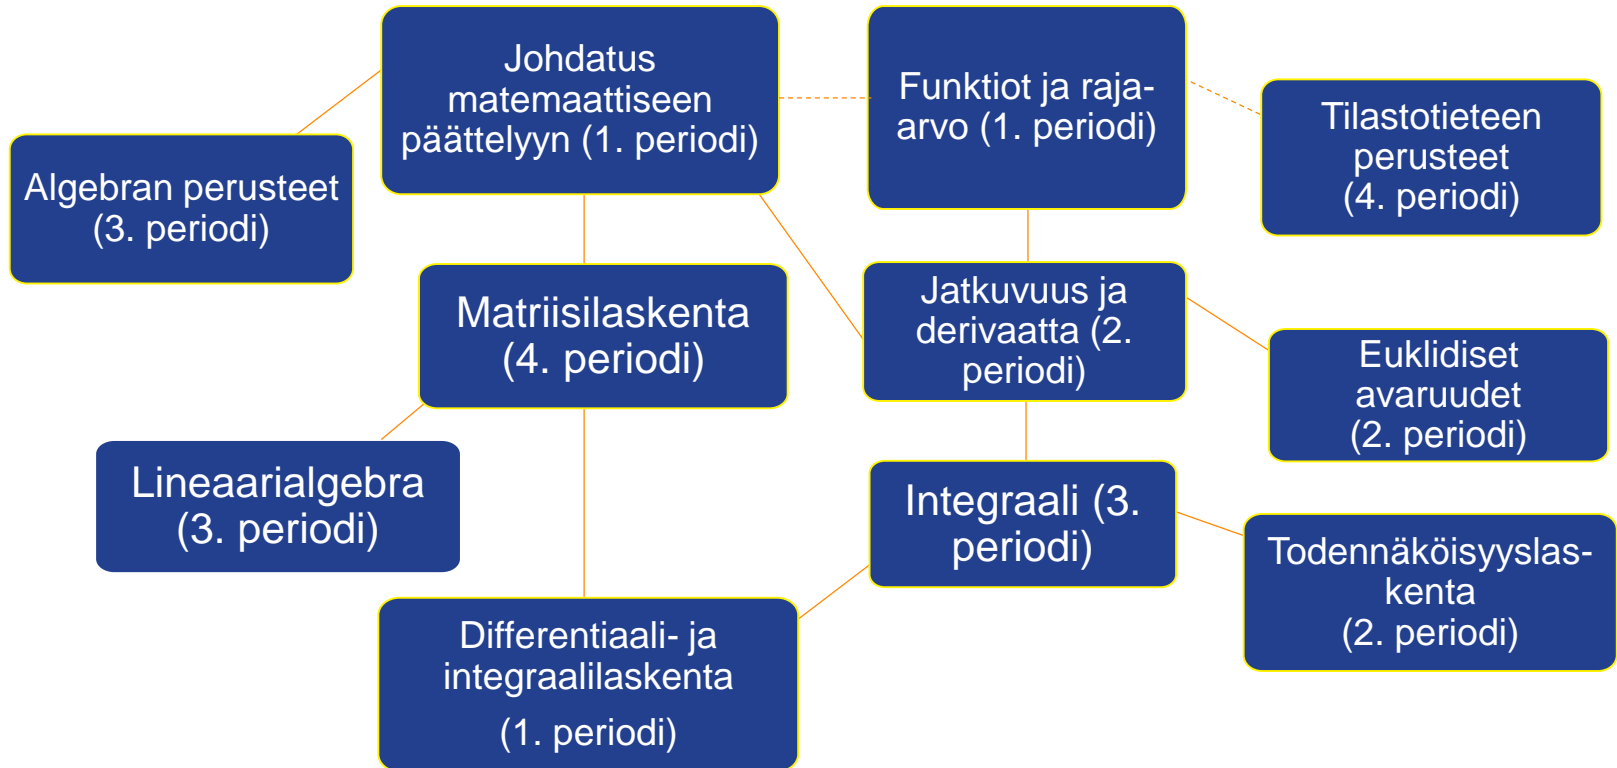 Johdatus
matemaattiseen
päättelyyn (1. periodi)
Funktiot ja raja-
arvo (1. periodi)
Tilastotieteen
perusteet
(4. periodi)
Algebran perusteet
(3. periodi)
Matriisilaskenta
(4. periodi)
Jatkuvuus ja
derivaatta (2.
periodi)
Euklidiset
avaruudet
(2. periodi)
Lineaarialgebra
(3. periodi)
Integraali (3.
periodi)
Todennäköisyyslas-
kenta
(2. periodi)
Differentiaali- ja
integraalilaskenta
(1. periodi)